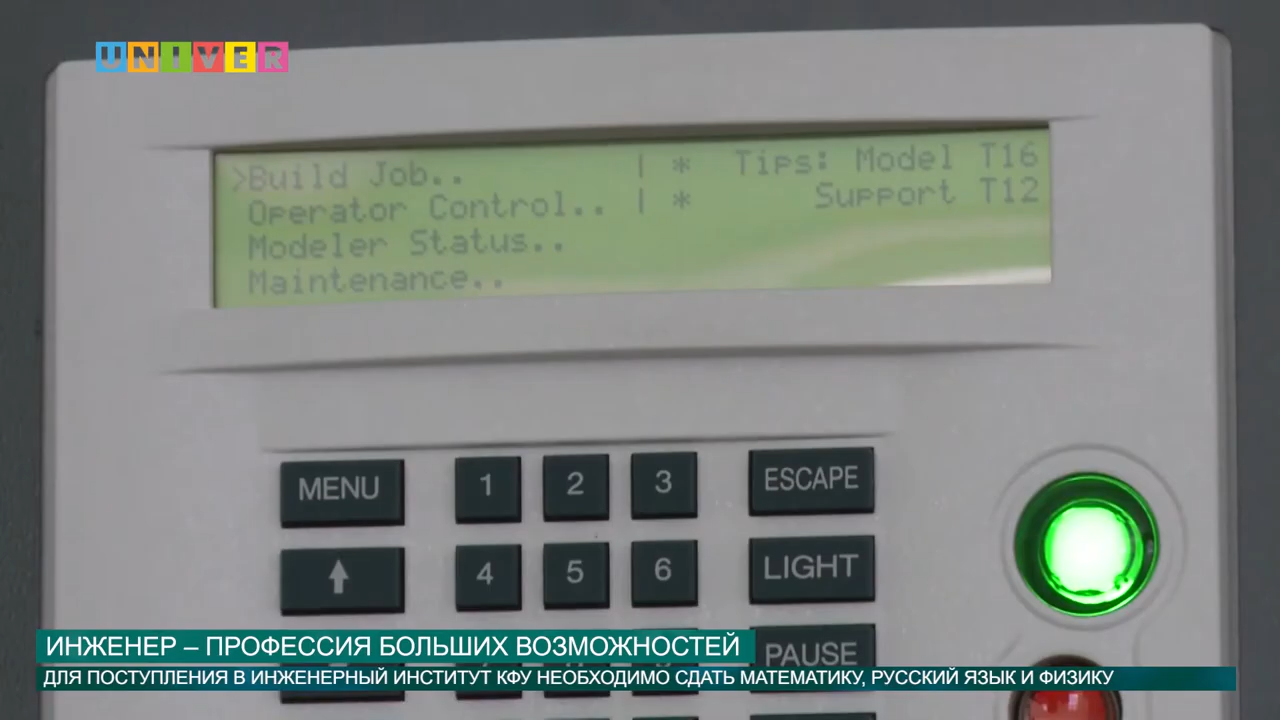 UNIVER
>Build Job.. | * Tips: Model T16
Operator Control.. | * Support T12
Modeler Status..
Maintenance..
MENU 1 2 3 ESCAPE
4 5 6 LIGHT
PAUSE
ИНЖЕНЕР – ПРОФЕССИЯ БОЛЬШИХ ВОЗМОЖНОСТЕЙ
ДЛЯ ПОСТУПЛЕНИЯ В ИНЖЕНЕРНЫЙ ИНСТИТУТ КФУ НЕОБХОДИМО СДАТЬ МАТЕМАТИКУ, РУССКИЙ ЯЗЫК И ФИЗИКУ